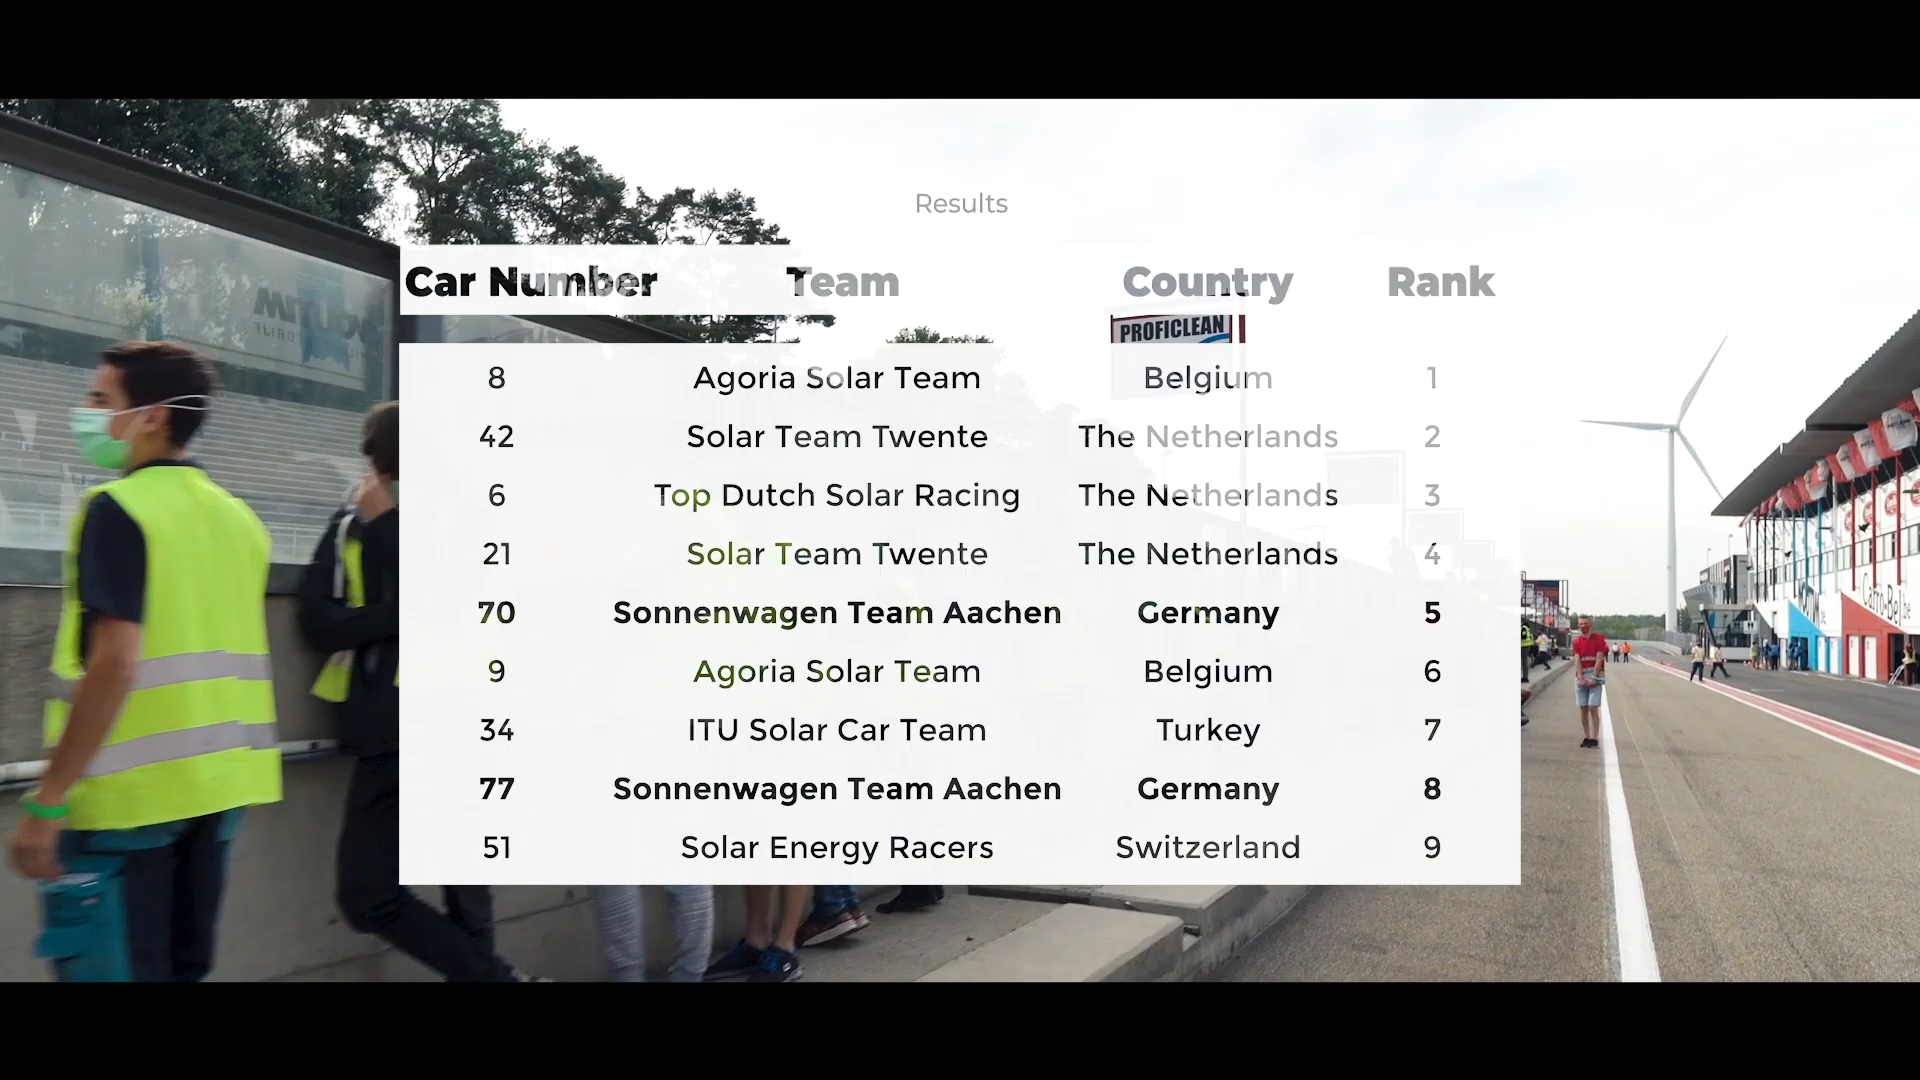 Results
Car Number Team Country Rank
PROFICLEAN
8 Agoria Solar Team Belgium 1
42 Solar Team Twente The Netherlands 2
6 Top Dutch Solar Racing The Netherlands 3
21 Solar Team Twente The Netherlands 4
70 Sonnenwagen Team Aachen Germany 5
9 Agoria Solar Team Belgium 6
34 ITU Solar Car Team Turkey 7
77 Sonnenwagen Team Aachen Germany 8
51 Solar Energy Racers Switzerland 9